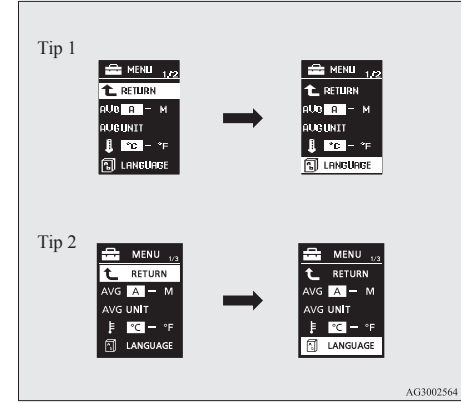 Tip 1
MENU 1/2
RETURN
AVG A – M
AVG UNIT
°C – °F
LANGUAGE
MENU 1/2
RETURN
AVG A – M
AVG UNIT
°C – °F
LANGUAGE
Tip 2
MENU 1/3
RETURN
AVG A – M
AVG UNIT
°C – °F
LANGUAGE
MENU 1/3
RETURN
AVG A – M
AVG UNIT
°C – °F
LANGUAGE
AG3002564